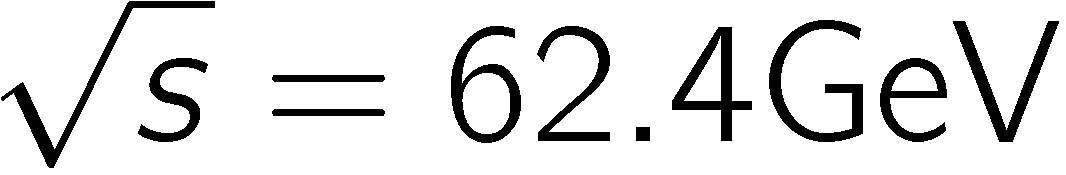 √s = 62.4GeV